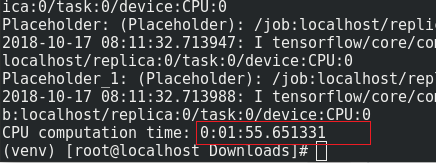 ica:0/task:0/device:CPU:0
Placeholder: (Placeholder): /job:localhost/replic
2018-10-17 08:11:32.713947: I tensorflow/core/com
localhost/replica:0/task:0/device:CPU:0
Placeholder_1: (Placeholder): /job:localhost/repl
2018-10-17 08:11:32.713988: I tensorflow/core/com
b:localhost/replica:0/task:0/device:CPU:0
CPU computation time: 0:01:55.651331
(venv) [root@localhost Downloads]#